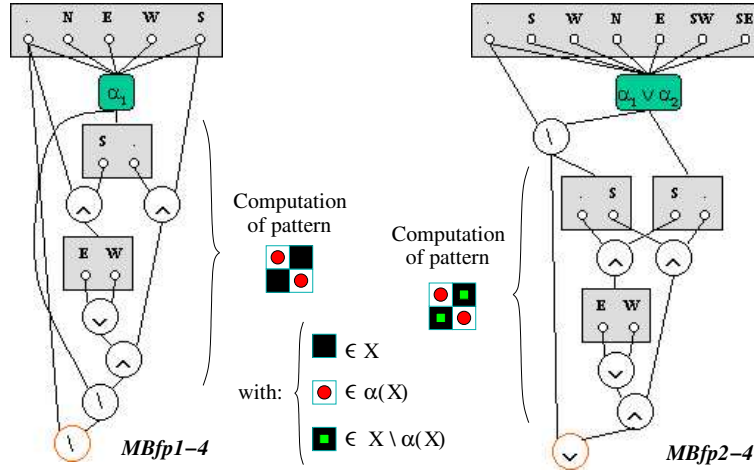 . N E W S
. S W N E SW SE
α₁
α₁ ∨ α₂
\
S .
. S
S .
Computation
of pattern
Computation
of pattern
∧ ∧
∧ ∧
E W
E W
∨
∨
∈ X
∧
with:
∈ α(X)
\
∧
∈ X \ α(X)
\
MBfp1-4
∨
MBfp2-4